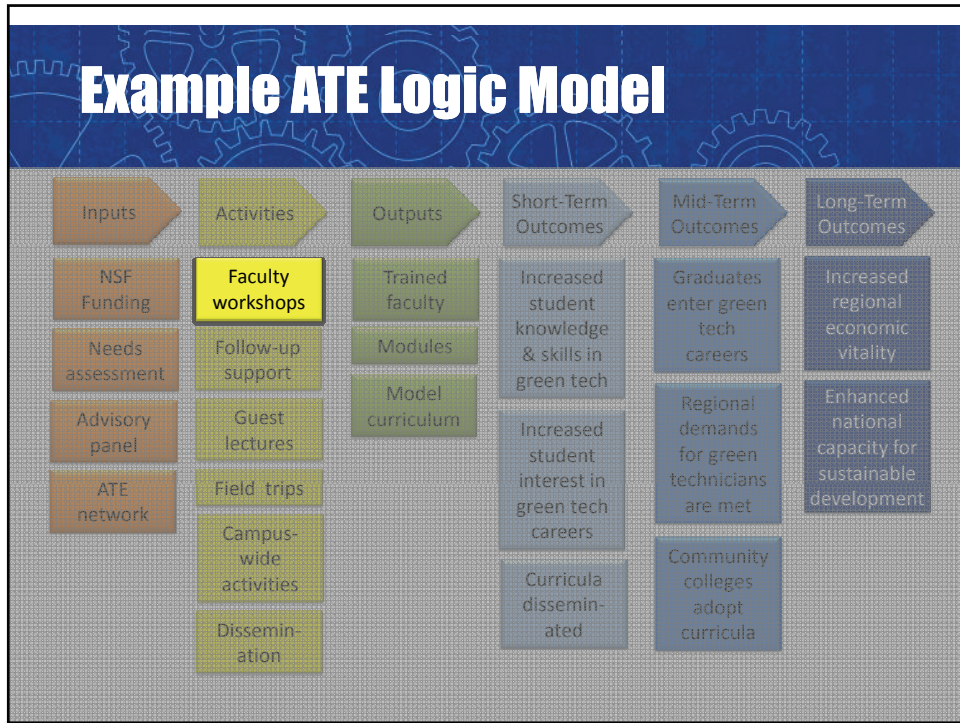 Example ATE Logic Model
Inputs
Activities
Outputs
Short-Term
Outcomes
Mid-Term
Outcomes
Long-Term
Outcomes
NSF
Funding
Needs
assessment
Advisory
panel
ATE
network
Faculty
workshops
Follow-up
support
Guest
lectures
Field trips
Campus-
wide
activities
Dissemin-
ation
Trained
faculty
Modules
Model
curriculum
Increased
student
knowledge
& skills in
green tech
Increased
student
interest in
green tech
careers
Curricula
dissemin-
ated
Graduates
enter green
tech
careers
Regional
demands
for green
technicians
are met
Community
colleges
adopt
curricula
Increased
regional
economic
vitality
Enhanced
national
capacity for
sustainable
development